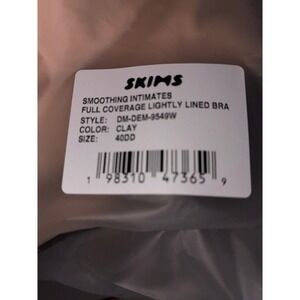 SKIMS
SMOOTHING INTIMATES
FULL COVERAGE LIGHTLY LINED BRA
STYLE: DM-DEM-9549W
COLOR: CLAY
SIZE: 40DD
1 98310 47365 9